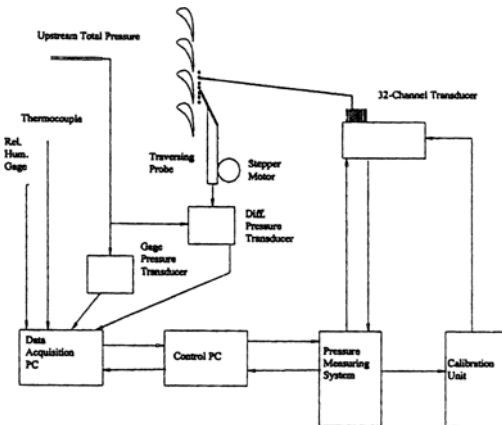 Upstream Total Pressure
Thermocouple
Rel.
Hum.
Gage
Traversing
Probe
Stepper
Motor
32-Channel Transducer
Diff.
Pressure
Transducer
Gage
Pressure
Transducer
Data
Acquisition
PC
Control PC
Pressure
Measuring
System
Calibration
Unit